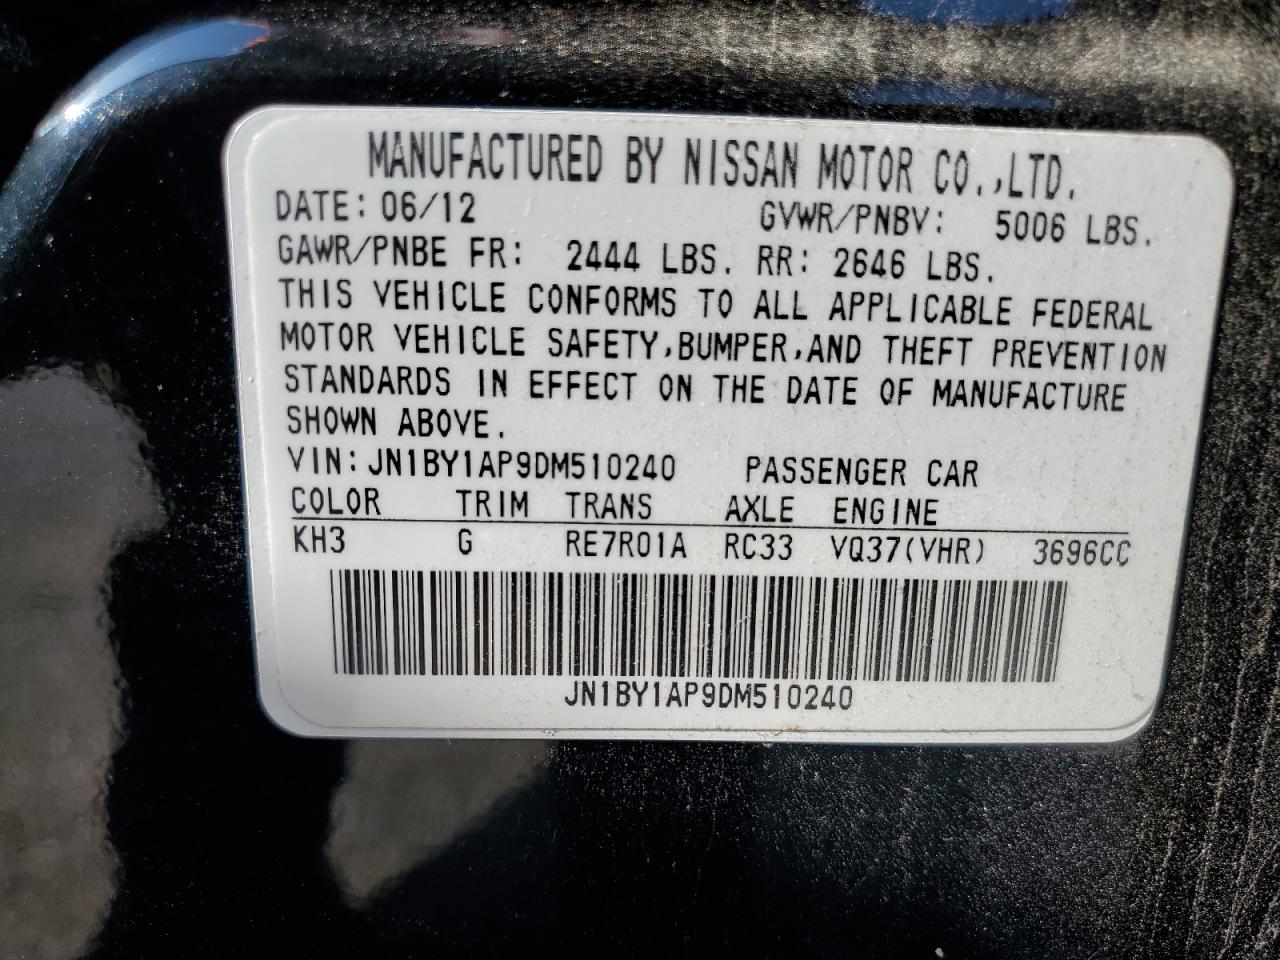 MANUFACTURED BY NISSAN MOTOR CO.,LTD.
DATE: 06/12 GVWR/PNBV: 5006 LBS.
GAWR/PNBE FR: 2444 LBS. RR: 2646 LBS.
THIS VEHICLE CONFORMS TO ALL APPLICABLE FEDERAL
MOTOR VEHICLE SAFETY,BUMPER,AND THEFT PREVENTION
STANDARDS IN EFFECT ON THE DATE OF MANUFACTURE
SHOWN ABOVE.
VIN: JN1BY1AP9DM510240 PASSENGER CAR
COLOR TRIM TRANS AXLE ENGINE
KH3 G RE7R01A RC33 VQ37(VHR) 3696CC
JN1BY1AP9DM510240